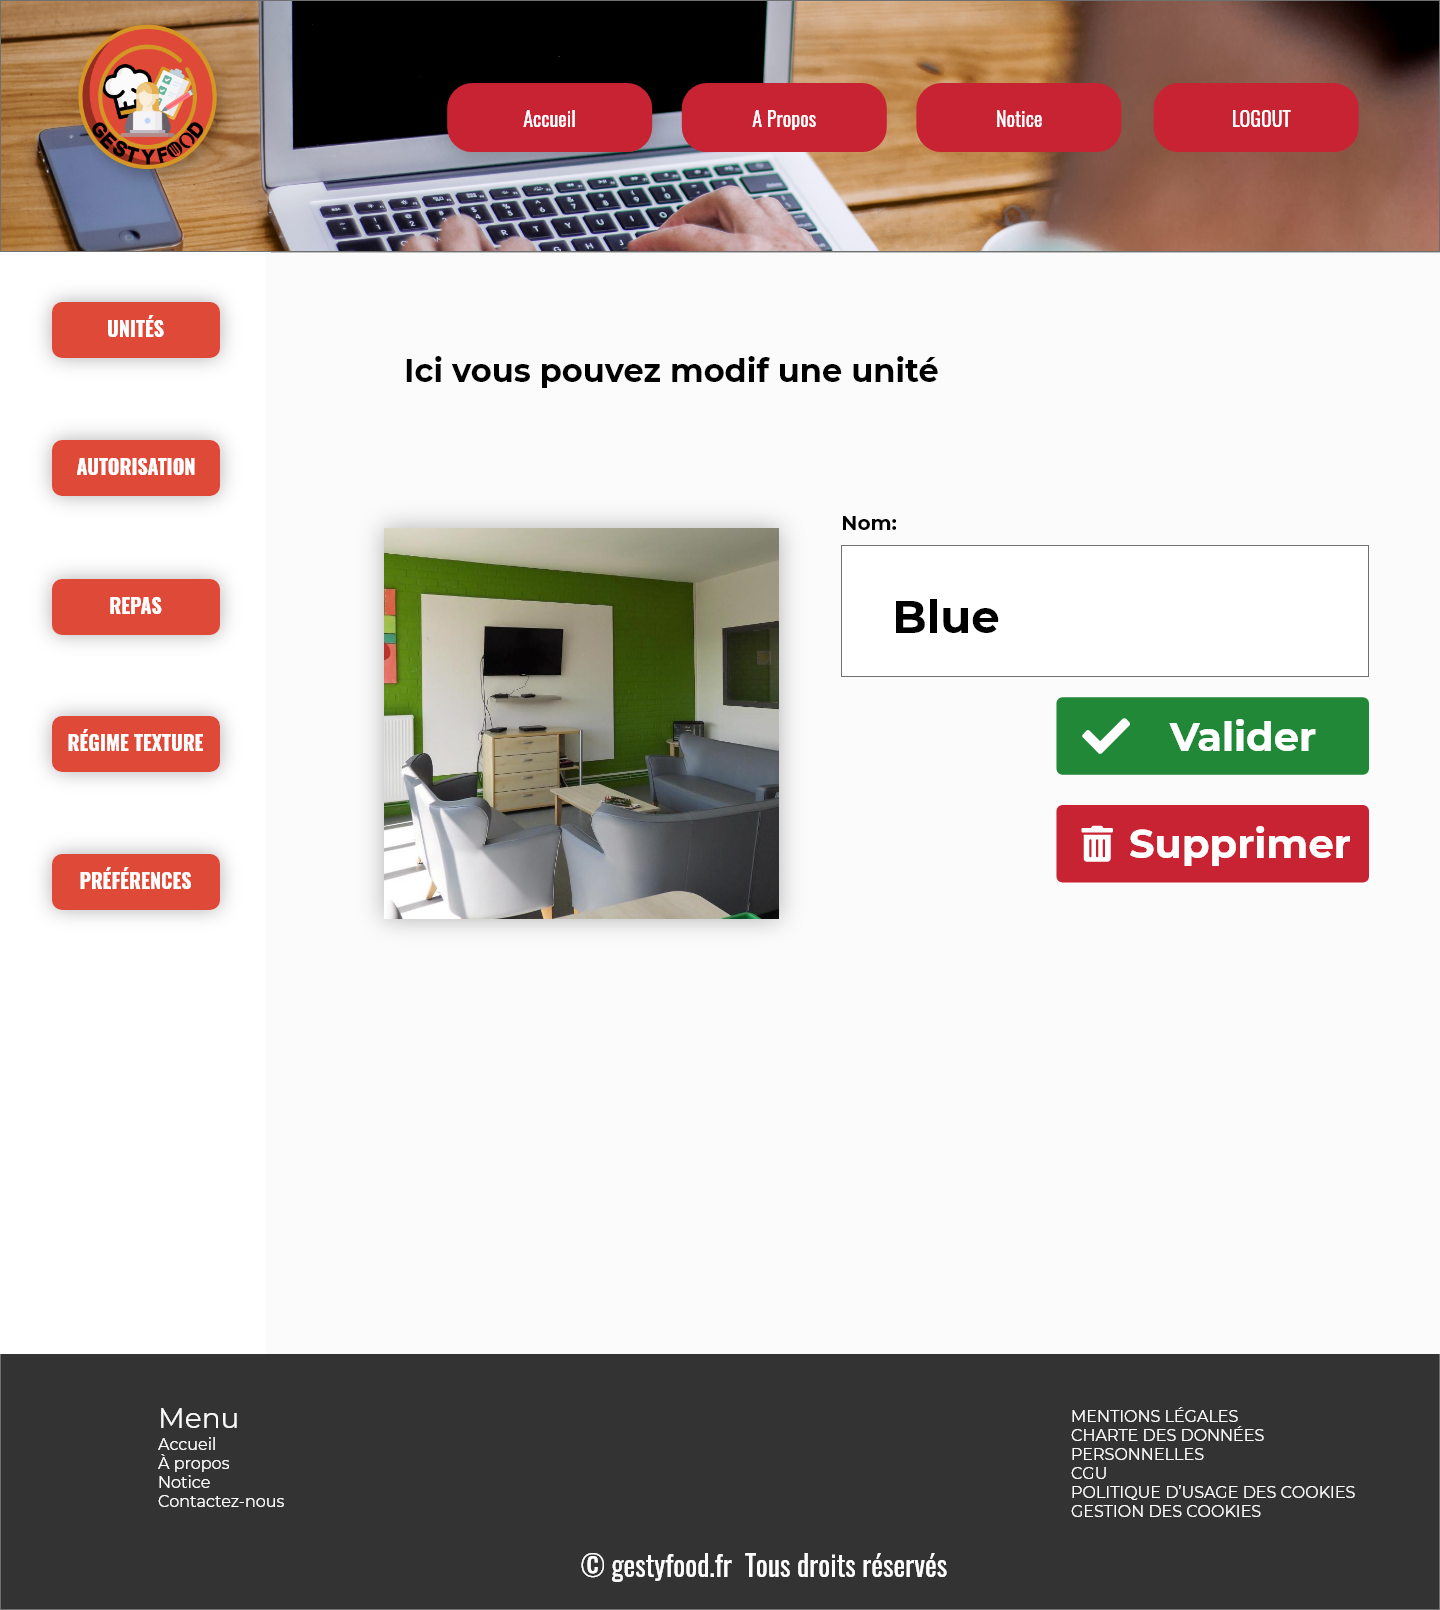 GESTYFOOD
Accueil
A Propos
Notice
LOGOUT
UNITÉS
AUTORISATION
REPAS
RÉGIME TEXTURE
PRÉFÉRENCES
Ici vous pouvez modif une unité
Nom:
Blue
Valider
Supprimer
Menu
Accueil
À propos
Notice
Contactez-nous
MENTIONS LÉGALES
CHARTE DES DONNÉES
PERSONNELLES
CGU
POLITIQUE D’USAGE DES COOKIES
GESTION DES COOKIES
© gestyfood.fr  Tous droits réservés